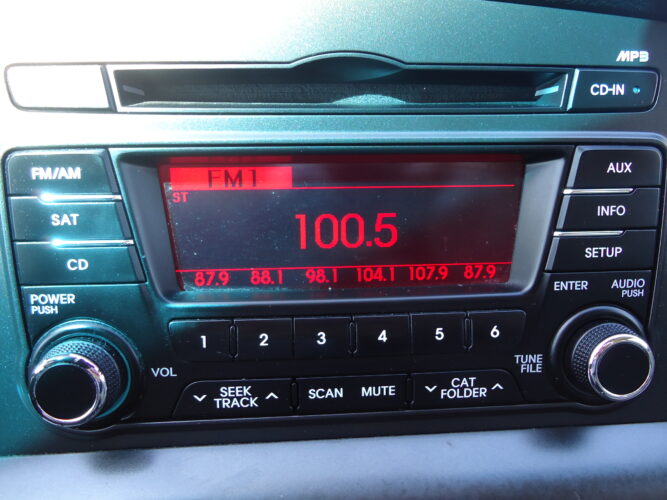 MP3
CD-IN
FM/AM
SAT
CD
FM1
ST
100.5
87.9 88.1 98.1 104.1 107.9 87.9
AUX
INFO
SETUP
POWER
PUSH
ENTER
AUDIO
PUSH
1 2 3 4 5 6
VOL
SEEK
TRACK
SCAN MUTE
CAT
FOLDER
TUNE
FILE